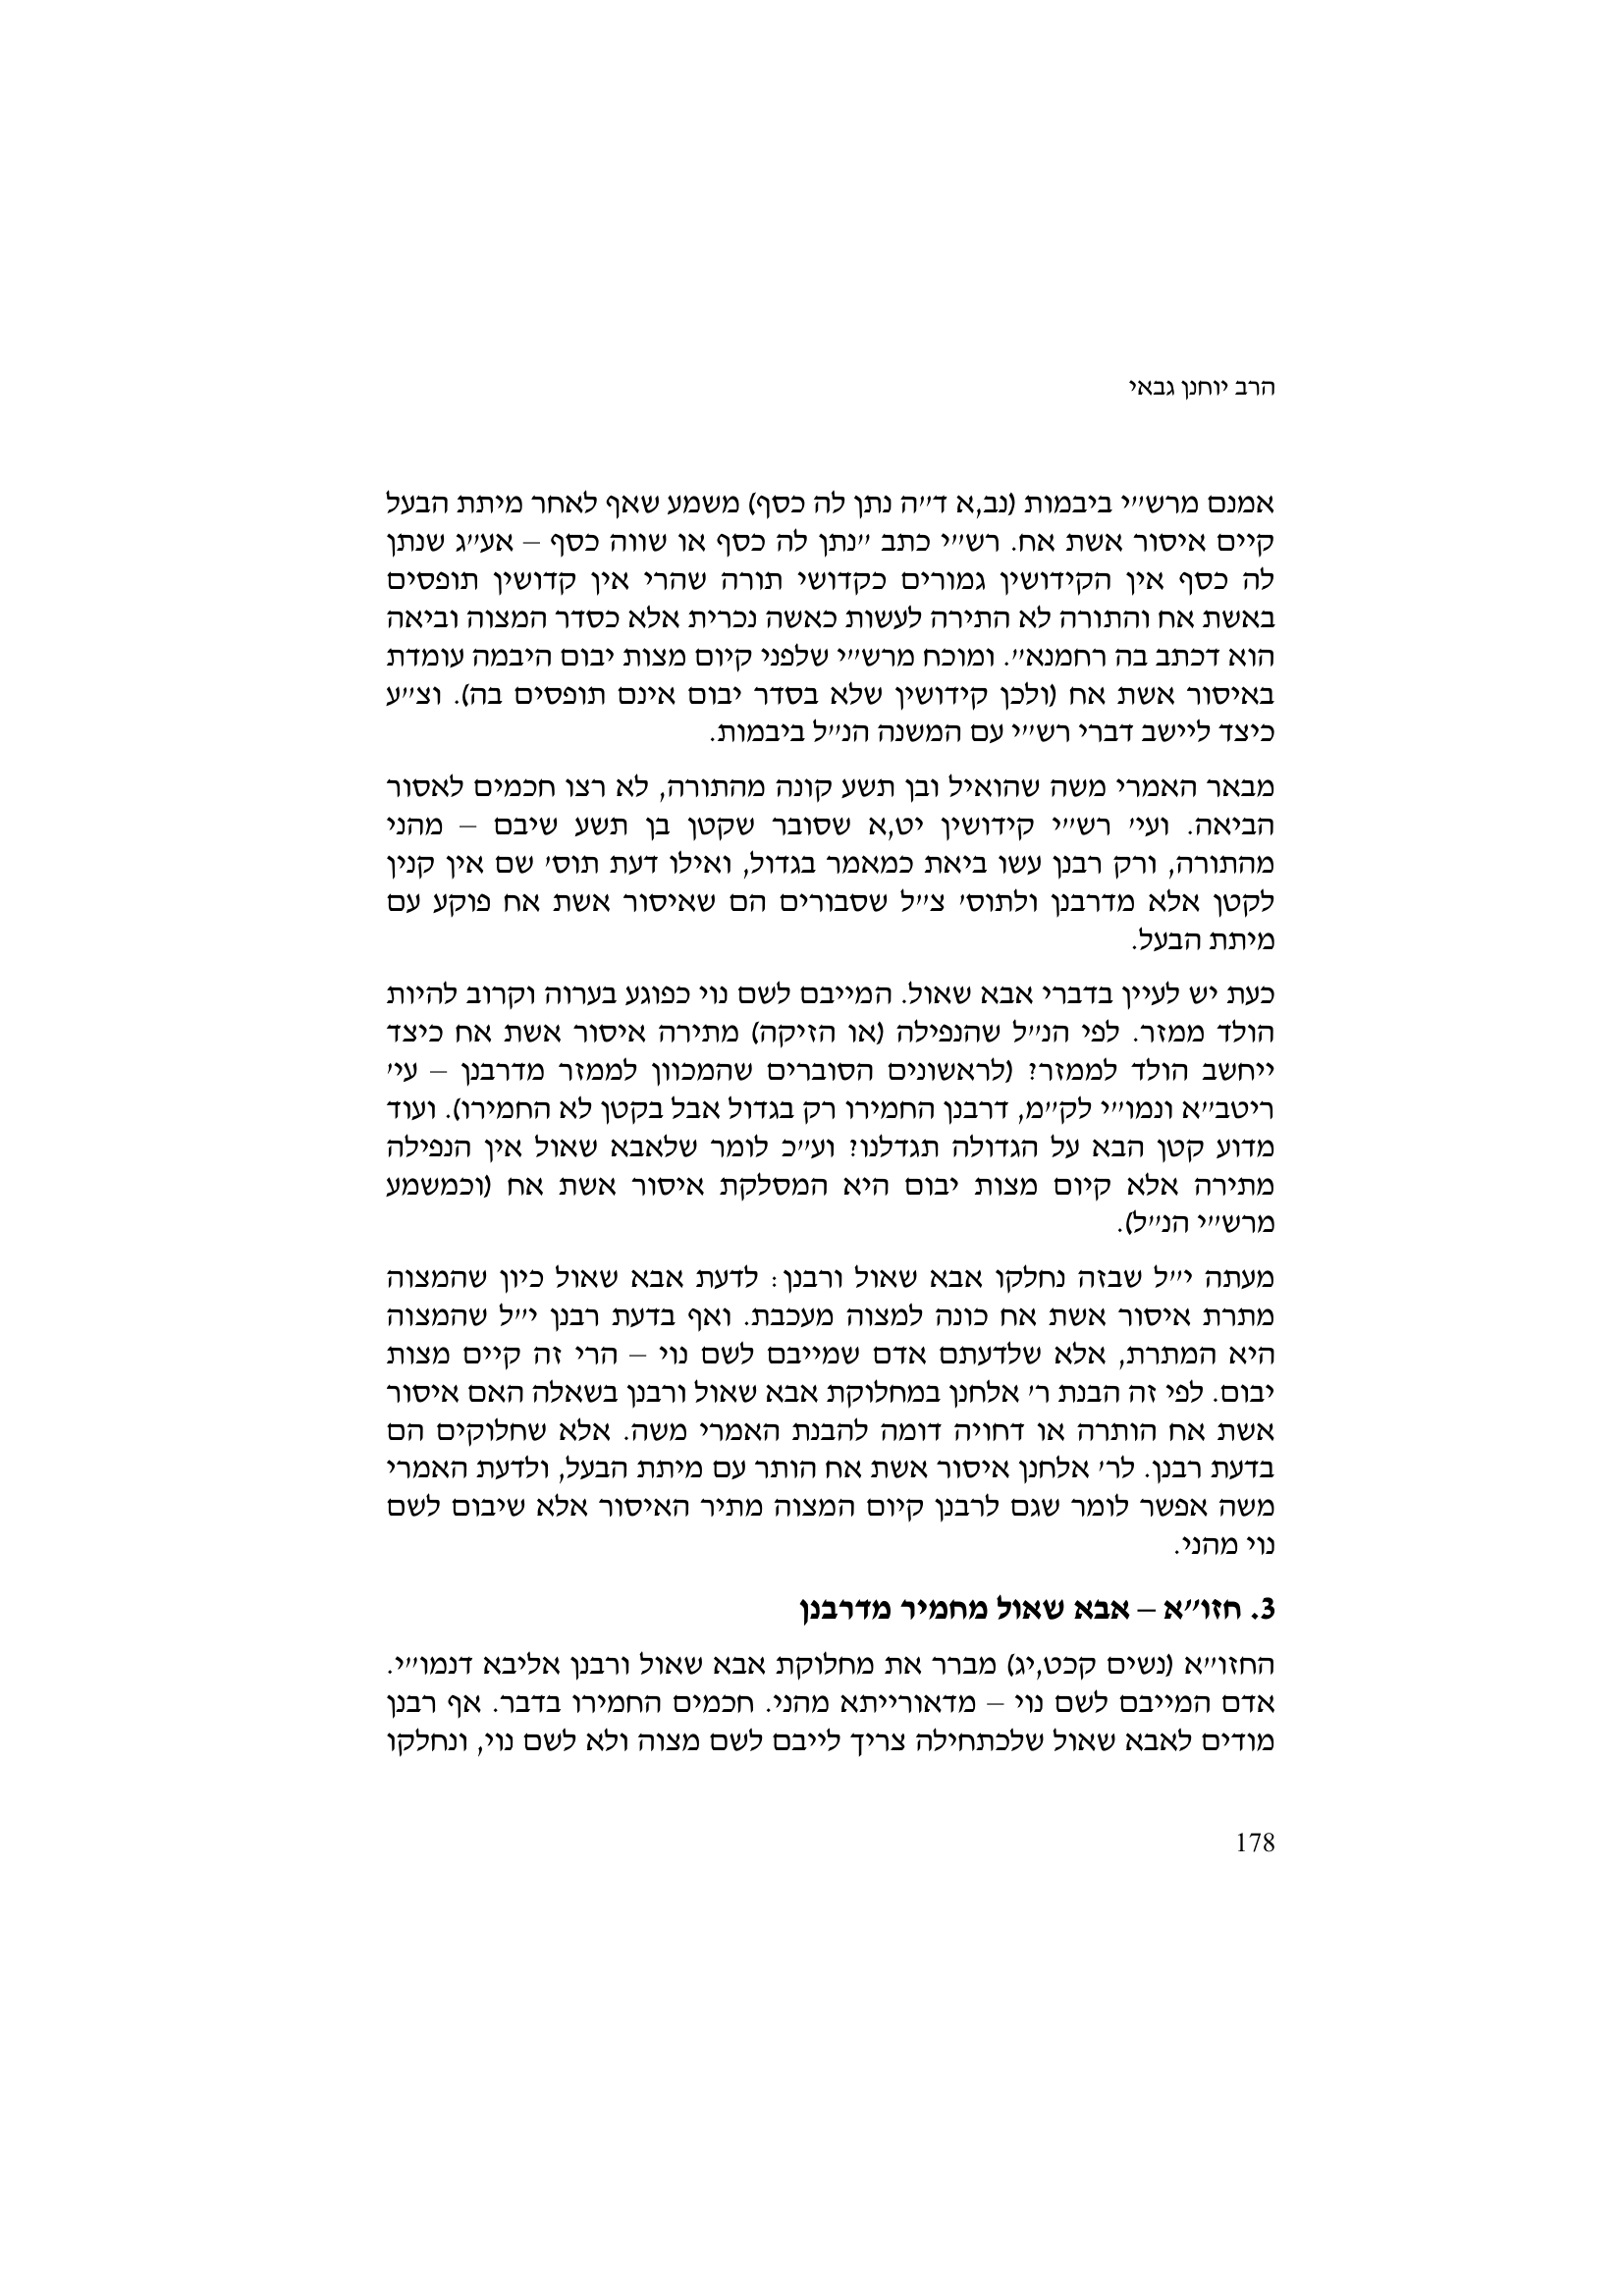 הרב יוחנן גבאי
אמנם מרש״י ביבמות (נב,א ד״ה נתן לה כסף) משמע שאף לאחר מיתת הבעל
קיים איסור אשת אח. רש״י כתב ״נתן לה כסף או שווה כסף – אע״ג שנתן
לה כסף אין הקידושין גמורים כקדושי תורה שהרי אין קדושין תופסים
באשת אח והתורה לא התירה לעשות כאשה נכרית אלא כסדר המצוה וביאה
הוא דכתב בה רחמנא״. ומוכח מרש״י שלפני קיום מצות יבום היבמה עומדת
באיסור אשת אח (ולכן קידושין שלא בסדר יבום אינם תופסים בה). וצ״ע
כיצד ליישב דברי רש״י עם המשנה הנ״ל ביבמות.
מבאר האמרי משה שהואיל ובן תשע קונה מהתורה, לא רצו חכמים לאסור
הביאה. ועי׳ רש״י קידושין יט,א שסובר שקטן בן תשע שיבם – מהני
מהתורה, ורק רבנן עשו ביאת כמאמר בגדול, ואילו דעת תוס׳ שם אין קנין
לקטן אלא מדרבנן ולתוס׳ צ״ל שסבורים הם שאיסור אשת אח פוקע עם
מיתת הבעל.
כעת יש לעיין בדברי אבא שאול. המייבם לשם נוי כפוגע בערוה וקרוב להיות
הולד ממזר. לפי הנ״ל שהנפילה (או הזיקה) מתירה איסור אשת אח כיצד
ייחשב הולד לממזר? (לראשונים הסוברים שהמכוון לממזר מדרבנן – עי׳
ריטב״א ונמו״י לק״מ, דרבנן החמירו רק בגדול אבל בקטן לא החמירו). ועוד
מדוע קטן הבא על הגדולה תגדלנו? וע״כ לומר שלאבא שאול אין הנפילה
מתירה אלא קיום מצות יבום היא המסלקת איסור אשת אח (וכמשמע
מרש״י הנ״ל).
מעתה י״ל שבזה נחלקו אבא שאול ורבנן: לדעת אבא שאול כיון שהמצוה
מתרת איסור אשת אח כונה למצוה מעכבת. ואף בדעת רבנן י״ל שהמצוה
היא המתרת, אלא שלדעתם אדם שמייבם לשם נוי – הרי זה קיים מצות
יבום. לפי זה הבנת ר׳ אלחנן במחלוקת אבא שאול ורבנן בשאלה האם איסור
אשת אח הותרה או דחויה דומה להבנת האמרי משה. אלא שחלוקים הם
בדעת רבנן. לר׳ אלחנן איסור אשת אח הותר עם מיתת הבעל, ולדעת האמרי
משה אפשר לומר שגם לרבנן קיום המצוה מתיר האיסור אלא שיבום לשם
נוי מהני.
3. חזו״א – אבא שאול מחמיר מדרבנן
החזו״א (נשים קכט,יג) מברר את מחלוקת אבא שאול ורבנן אליבא דנמו״י.
אדם המייבם לשם נוי – מדאורייתא מהני. חכמים החמירו בדבר. אף רבנן
מודים לאבא שאול שלכתחילה צריך לייבם לשם מצוה ולא לשם נוי, ונחלקו
178